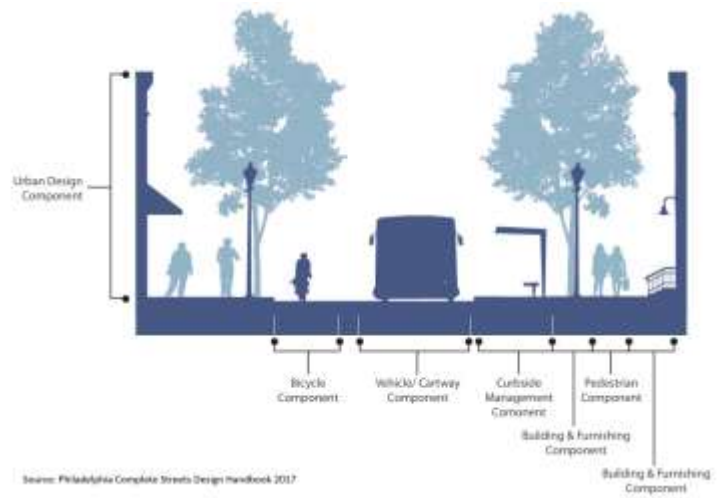 Urban Design
Component
Bicycle
Component
Vehicle/ Cartway
Component
Curbside
Management
Comonent
Pedestrian
Component
Building & Furnishing
Component
Building & Furnishing
Component
Source: Philadelphia Complete Streets Design Handbook 2017